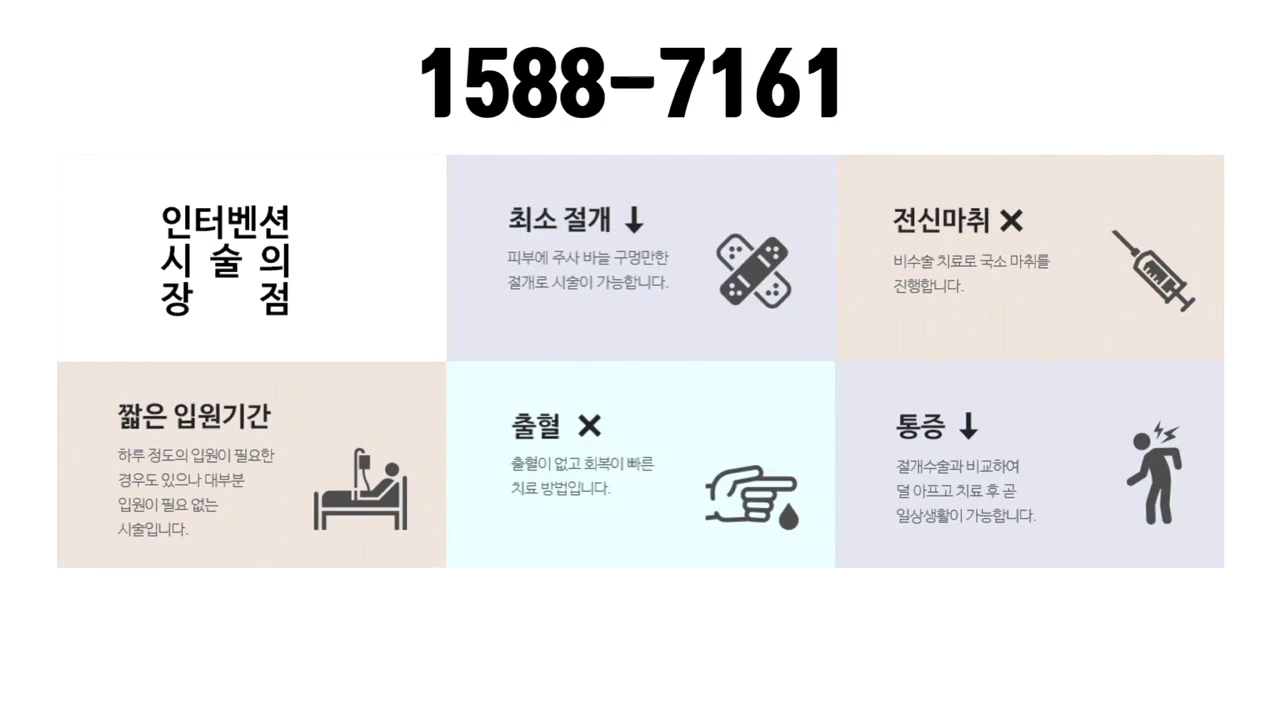 1588-7161
인터벤션
시 술 의
장 점
최소 절개 ↓
피부에 주사 바늘 구멍만한
절개로 시술이 가능합니다.
전신마취 ✕
비수술 치료로 국소 마취를
진행합니다.
짧은 입원기간
하루 정도의 입원이 필요한
경우도 있으나 대부분
입원이 필요 없는
시술입니다.
출혈 ✕
출혈이 없고 회복이 빠른
치료 방법입니다.
통증 ↓
절개수술과 비교하여
덜 아프고 치료 후 곧
일상생활이 가능합니다.